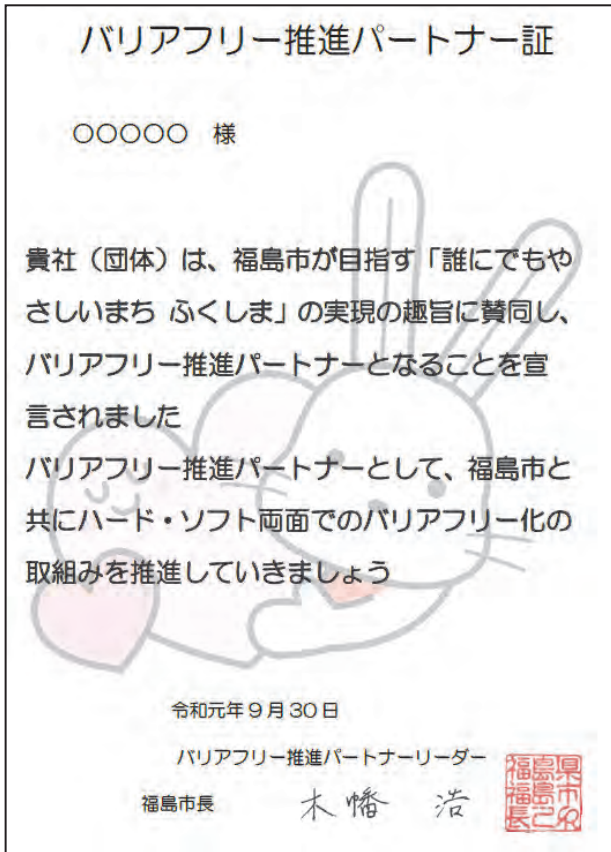 バリアフリー推進パートナー証
○○○○○ 様
貴社（団体）は、福島市が目指す「誰にでもや
さしいまち ふくしま」の実現の趣旨に賛同し、
バリアフリー推進パートナーとなることを宣
言されました
バリアフリー推進パートナーとして、福島市と
共にハード・ソフト両面でのバリアフリー化の
取組みを推進していきましょう
令和元年９月30日
バリアフリー推進パートナーリーダー
福島市長 木幡 浩